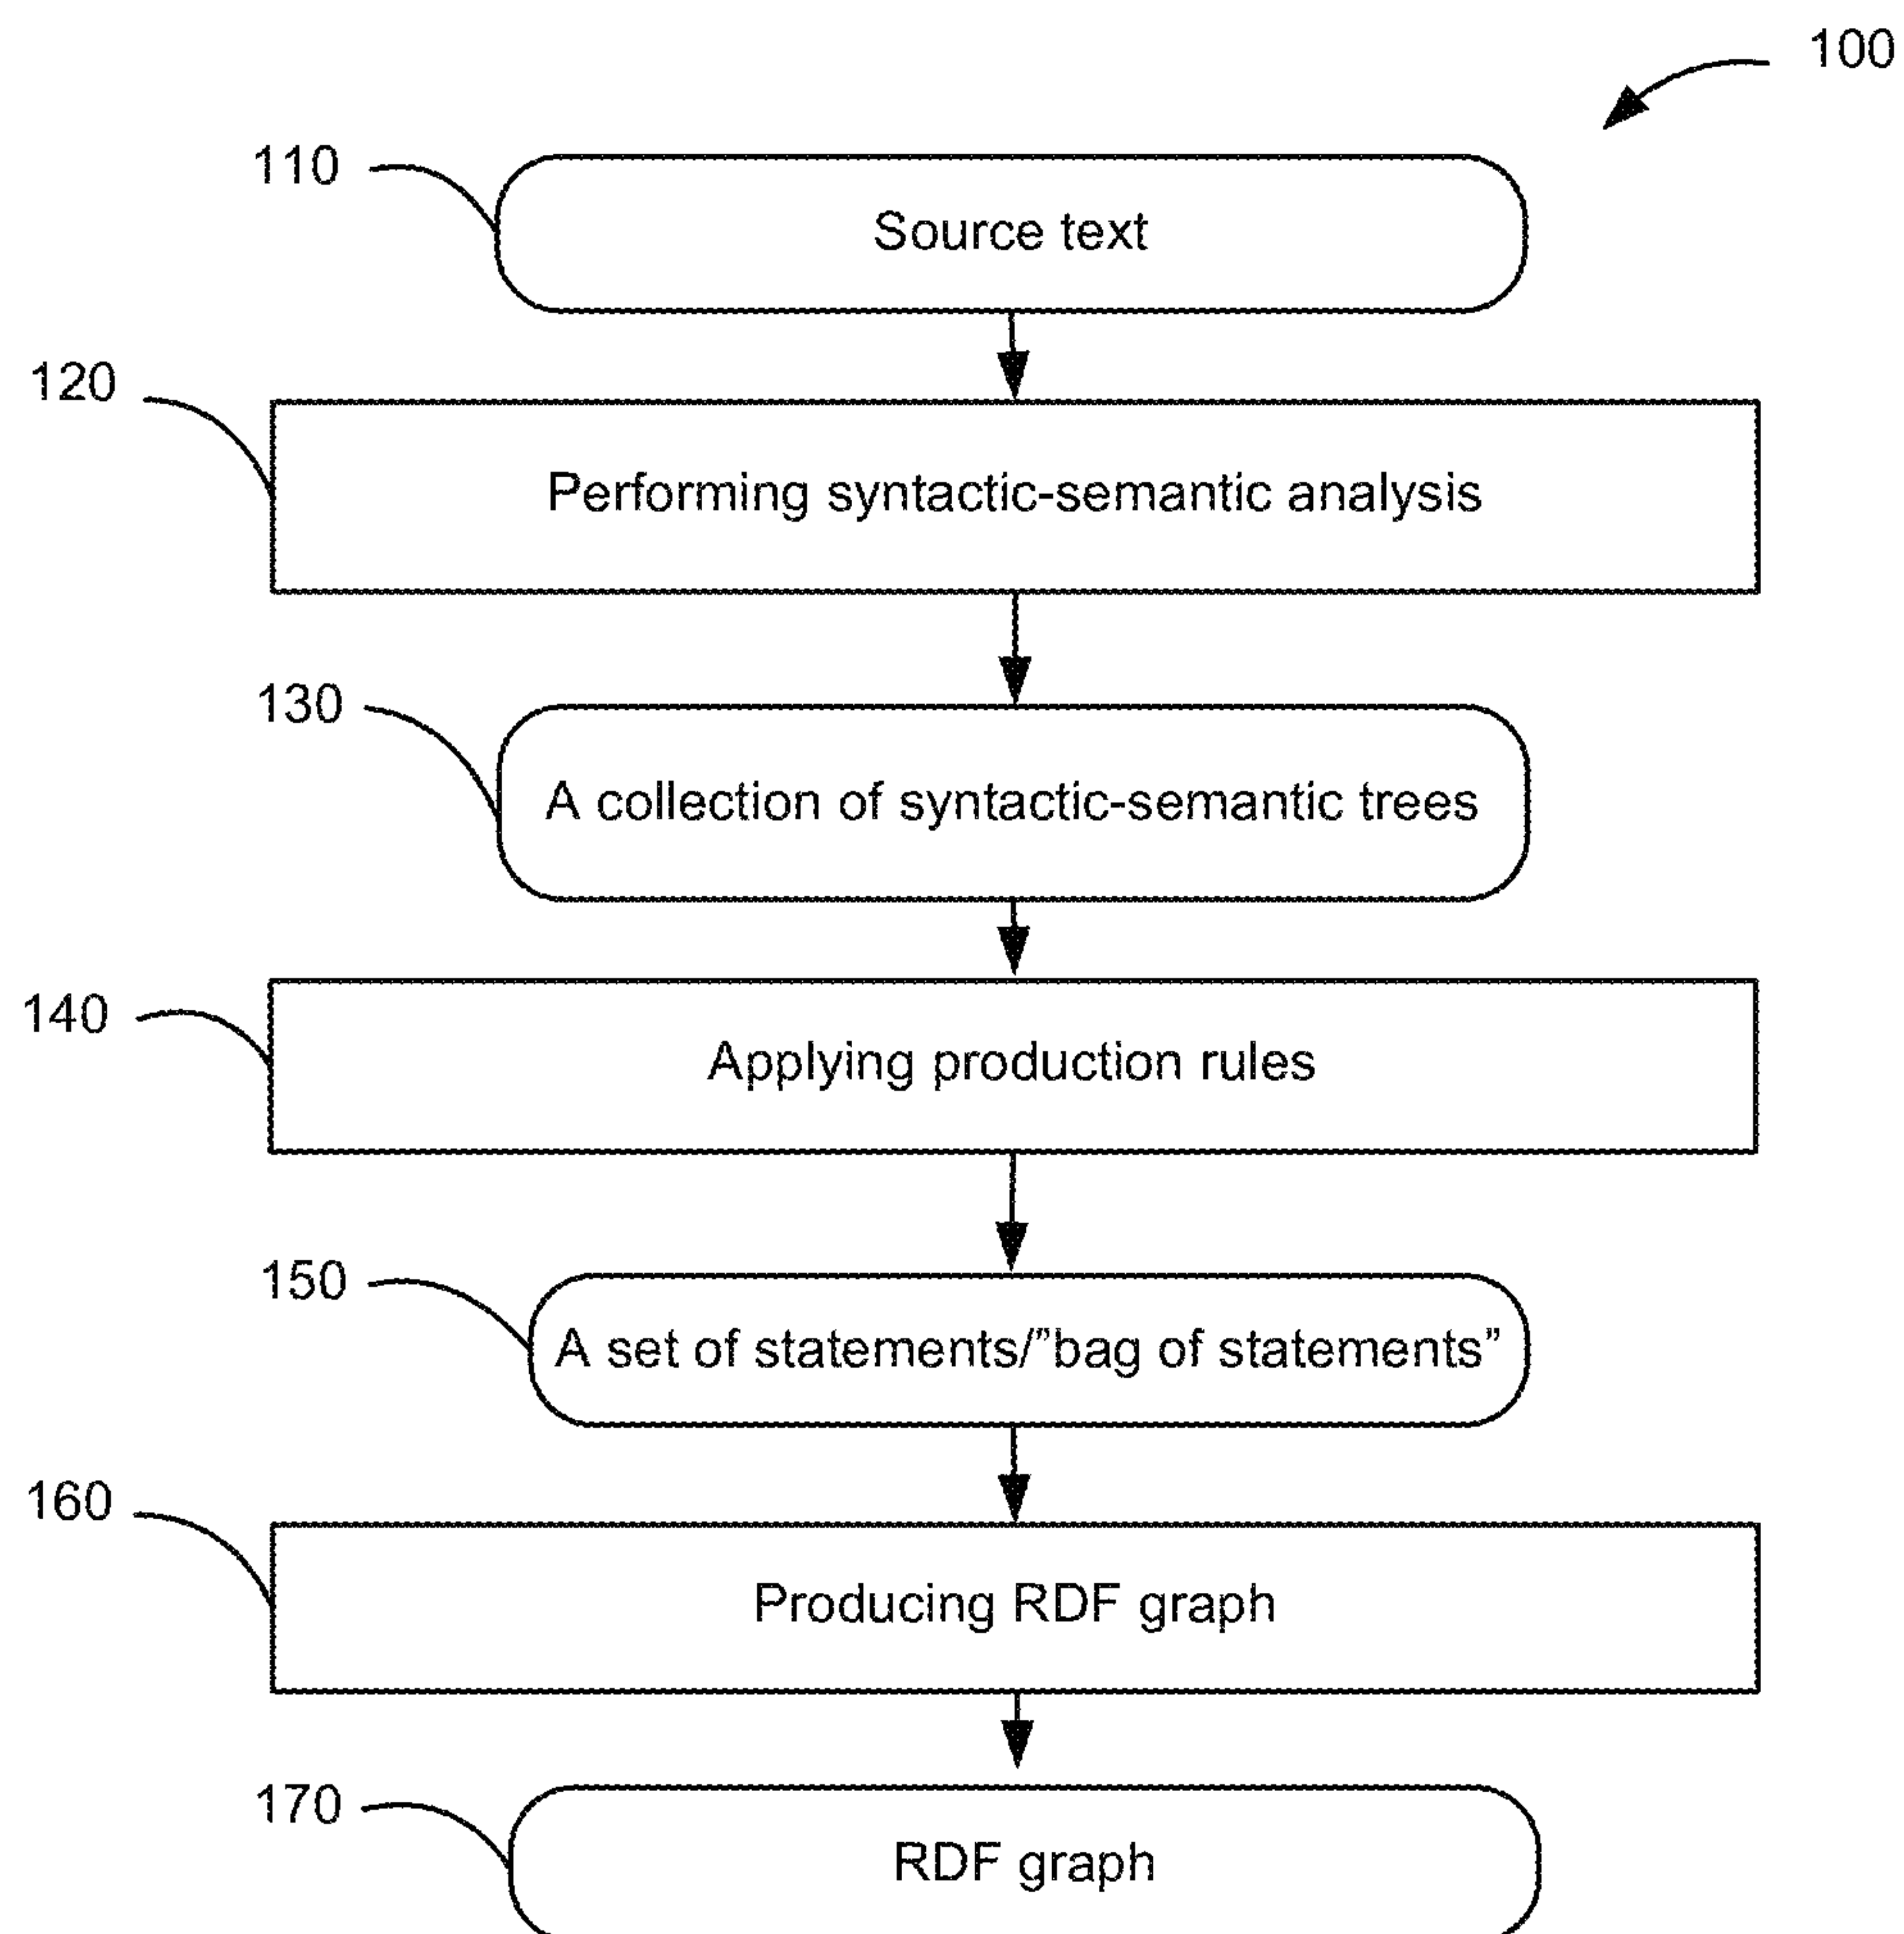 100
110
Source text
120
Performing syntactic-semantic analysis
130
A collection of syntactic-semantic trees
140
Applying production rules
150
A set of statements/”bag of statements”
160
Producing RDF graph
170
RDF graph